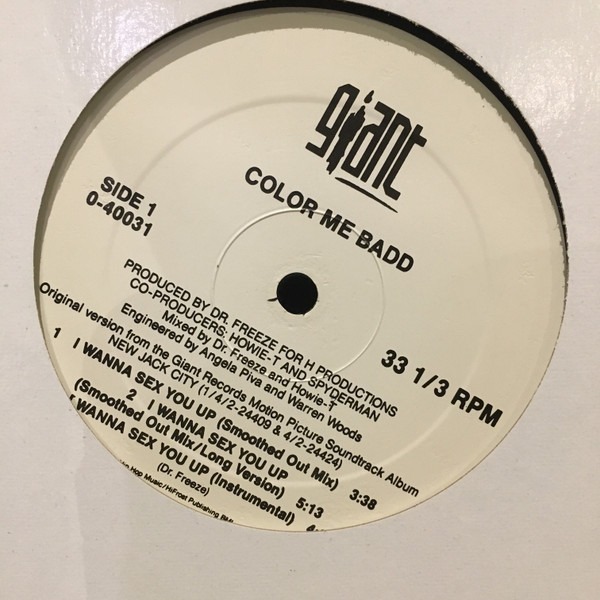 giant
COLOR ME BADD
SIDE 1
0-40031
33 1/3 RPM
PRODUCED BY DR. FREEZE FOR H PRODUCTIONS
CO-PRODUCERS: HOWIE-T AND SPYDERMAN
Mixed by Dr. Freeze and Howie-T
Engineered by Angela Piva and Warren Woods
Original version from the Giant Records Motion Picture Soundtrack Album
NEW JACK CITY (1/4/2-24409 & 4/2-24424)
1 I WANNA SEX YOU UP (Smoothed Out Mix) 3:38
2 I WANNA SEX YOU UP
(Smoothed Out Mix/Long Version) 5:13
I WANNA SEX YOU UP (Instrumental)
(Dr. Freeze)
Hop Music/HiFrost Publishing